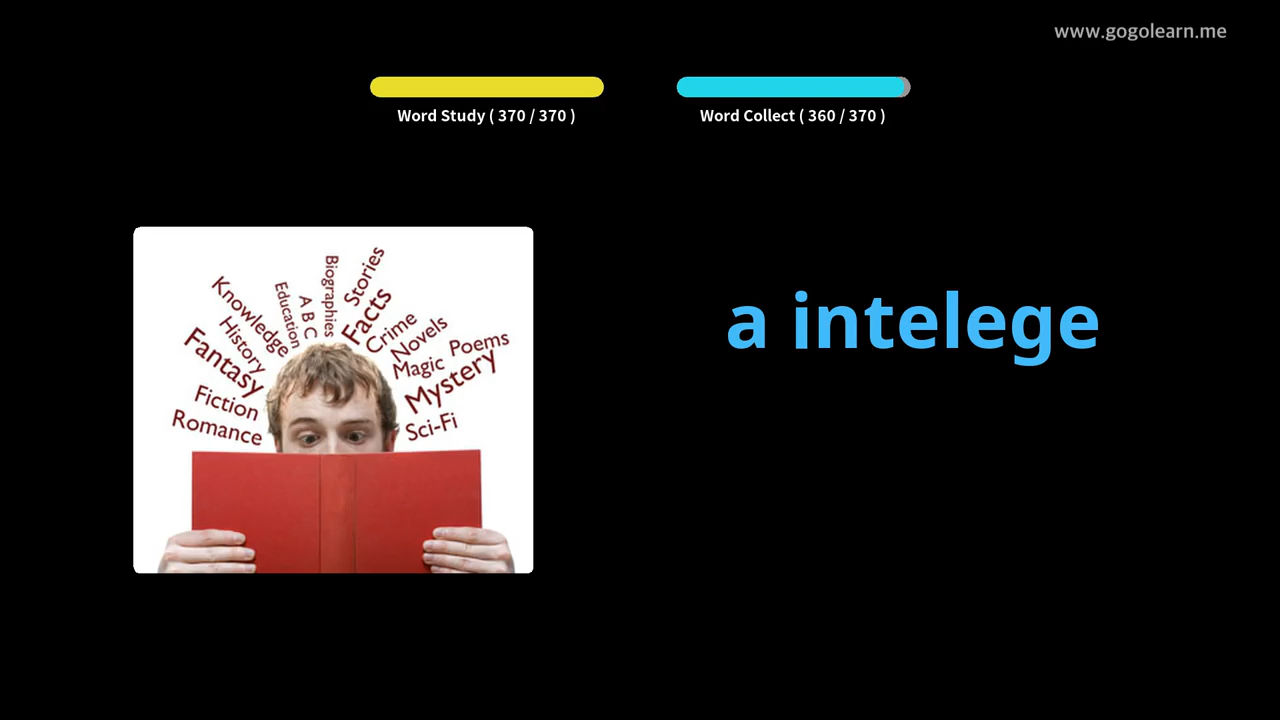 www.gogolearn.me
Word Study ( 370 / 370 )
Word Collect ( 360 / 370 )
a intelege
Knowledge
Education
A B C
Biographies
Stories
Facts
Crime
Novels
History
Fantasy
Magic
Poems
Mystery
Fiction
Romance
Sci-Fi